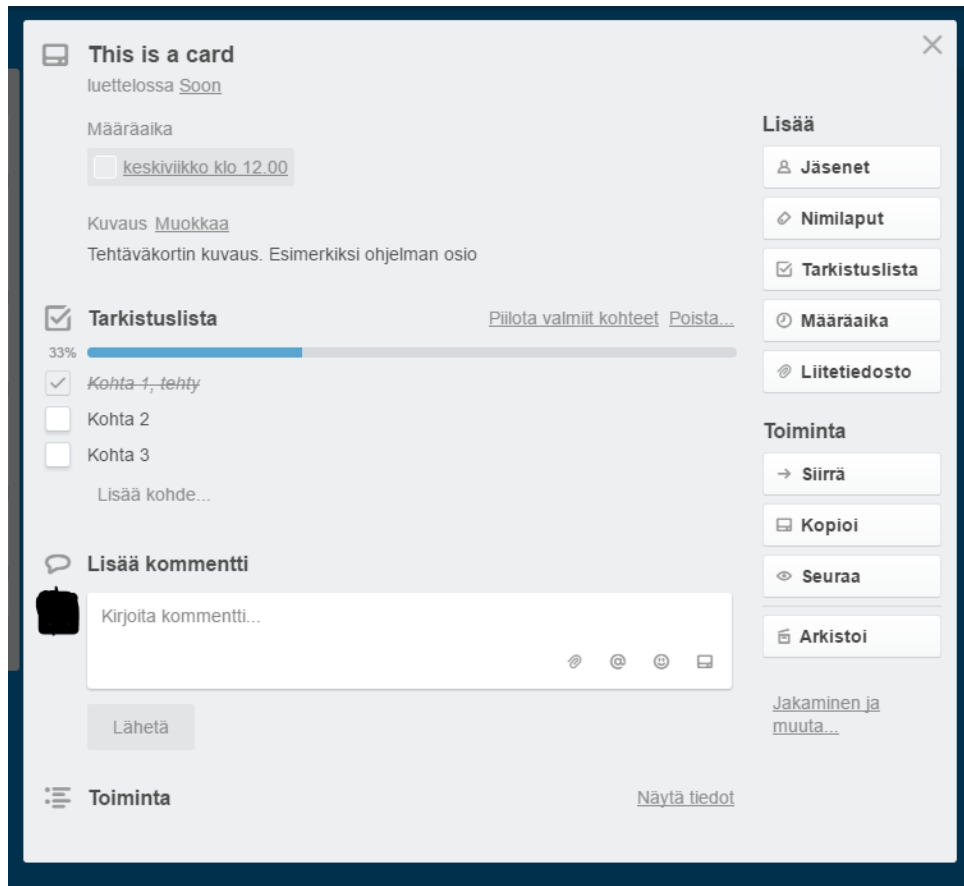 This is a card
luettelossa Soon
Määräaika
keskiviikko klo 12.00
Kuvaus Muokkaa
Tehtäväkortin kuvaus. Esimerkiksi ohjelman osio
Tarkistuslista Piilota valmiit kohteet Poista...
33%
Kohta 1, tehty
Kohta 2
Kohta 3
Lisää kohde...
Lisää kommentti
Kirjoita kommentti...
Lähetä
Toiminta Näytä tiedot
Lisää
Jäsenet
Nimilaput
Tarkistuslista
Määräaika
Liitetiedosto
Toiminta
Siirrä
Kopioi
Seuraa
Arkistoi
Jakaminen ja
muuta...